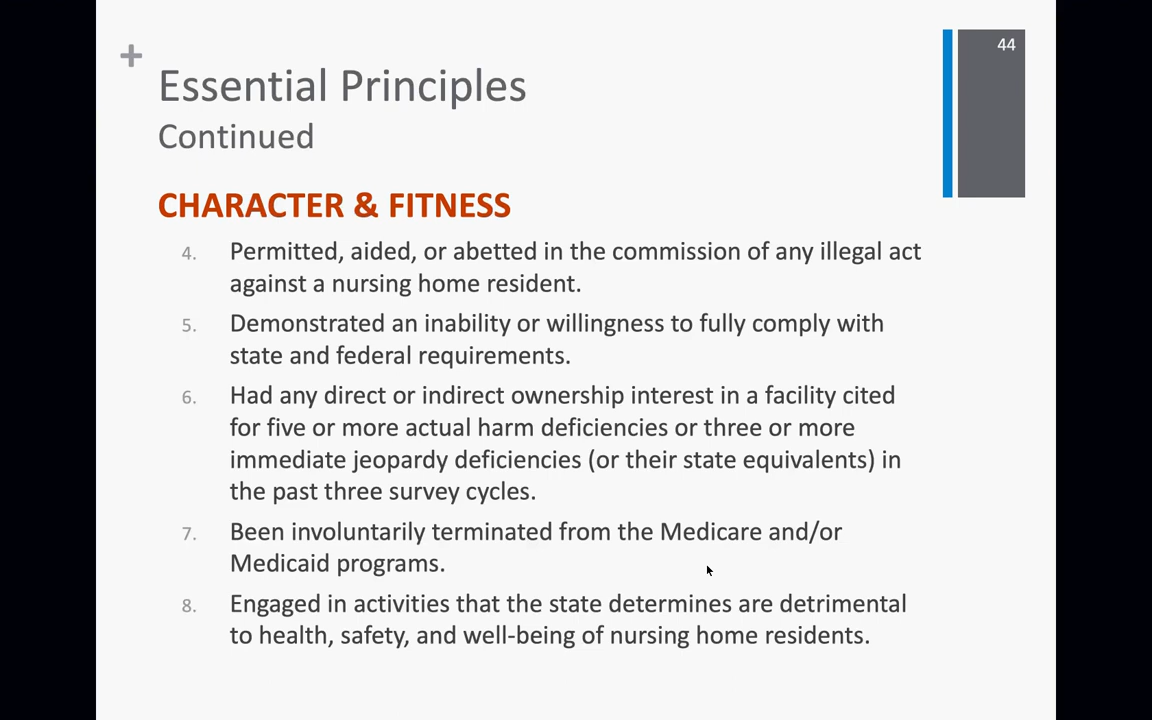 +
44
Essential Principles
Continued
CHARACTER & FITNESS
4. Permitted, aided, or abetted in the commission of any illegal act
against a nursing home resident.
5. Demonstrated an inability or willingness to fully comply with
state and federal requirements.
6. Had any direct or indirect ownership interest in a facility cited
for five or more actual harm deficiencies or three or more
immediate jeopardy deficiencies (or their state equivalents) in
the past three survey cycles.
7. Been involuntarily terminated from the Medicare and/or
Medicaid programs.
8. Engaged in activities that the state determines are detrimental
to health, safety, and well-being of nursing home residents.